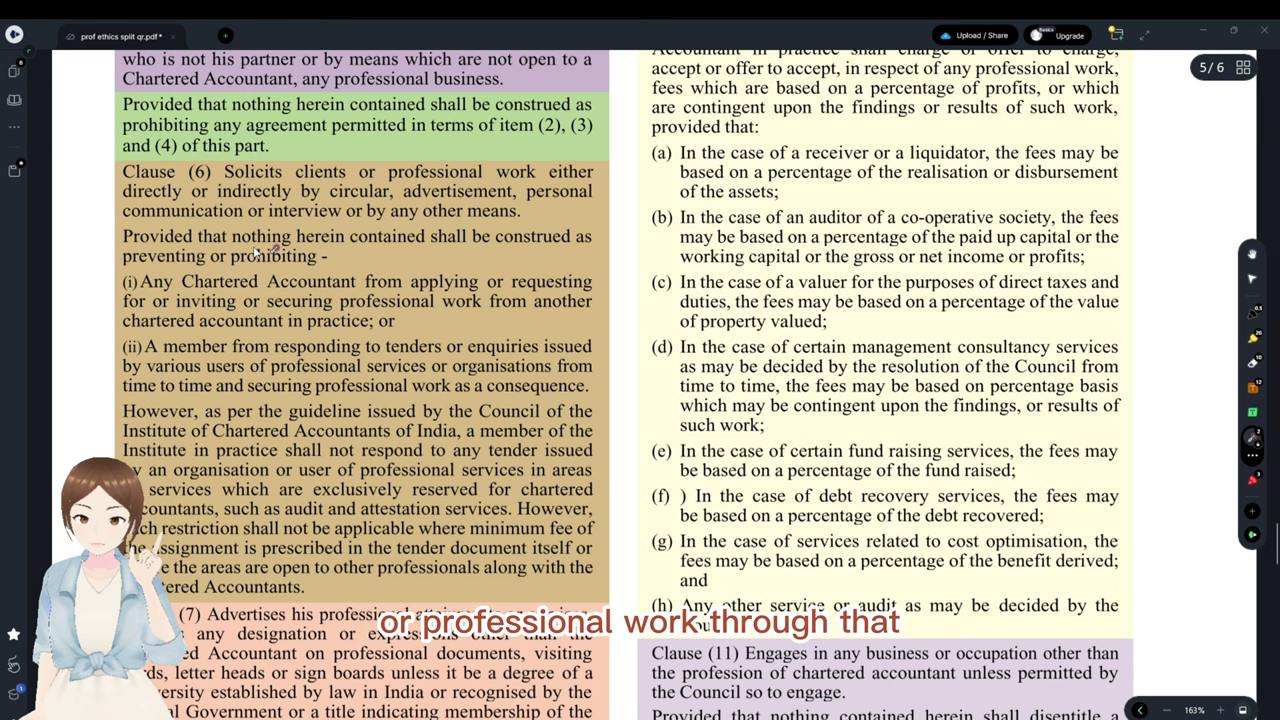 prof ethics split qr.pdf*
Upload / Share
Basics
Upgrade
5 / 6
who is not his partner or by means which are not open to a
Chartered Accountant, any professional business.
Provided that nothing herein contained shall be construed as
prohibiting any agreement permitted in terms of item (2), (3)
and (4) of this part.
Clause (6) Solicits clients or professional work either
directly or indirectly by circular, advertisement, personal
communication or interview or by any other means.
Provided that nothing herein contained shall be construed as
preventing or prohibiting -
(i) Any Chartered Accountant from applying or requesting
for or inviting or securing professional work from another
chartered accountant in practice; or
(ii) A member from responding to tenders or enquiries issued
by various users of professional services or organisations from
time to time and securing professional work as a consequence.
However, as per the guideline issued by the Council of the
Institute of Chartered Accountants of India, a member of the
Institute in practice shall not respond to any tender issued
an organisation or user of professional services in areas
services which are exclusively reserved for chartered
countants, such as audit and attestation services. However,
ch restriction shall not be applicable where minimum fee of
assignment is prescribed in the tender document itself or
the areas are open to other professionals along with the
tered Accountants.
(7) Advertises his professional
any designation or expressions other than the
ed Accountant on professional documents, visiting
ds, letter heads or sign boards unless it be a degree of a
ersity established by law in India or recognised by the
al Government or a title indicating membership of the
Accountant in practice shall charge or offer to charge,
accept or offer to accept, in respect of any professional work,
fees which are based on a percentage of profits, or which
are contingent upon the findings or results of such work,
provided that:
(a) In the case of a receiver or a liquidator, the fees may be
based on a percentage of the realisation or disbursement
of the assets;
(b) In the case of an auditor of a co-operative society, the fees
may be based on a percentage of the paid up capital or the
working capital or the gross or net income or profits;
(c) In the case of a valuer for the purposes of direct taxes and
duties, the fees may be based on a percentage of the value
of property valued;
(d) In the case of certain management consultancy services
as may be decided by the resolution of the Council from
time to time, the fees may be based on percentage basis
which may be contingent upon the findings, or results of
such work;
(e) In the case of certain fund raising services, the fees may
be based on a percentage of the fund raised;
(f) ) In the case of debt recovery services, the fees may
be based on a percentage of the debt recovered;
(g) In the case of services related to cost optimisation, the
fees may be based on a percentage of the benefit derived;
and
(h) Any other service or audit as may be decided by the
Clause (11) Engages in any business or occupation other than
the profession of chartered accountant unless permitted by
the Council so to engage.
Provided that nothing contained herein shall disentitle a
or professional work through that
163%